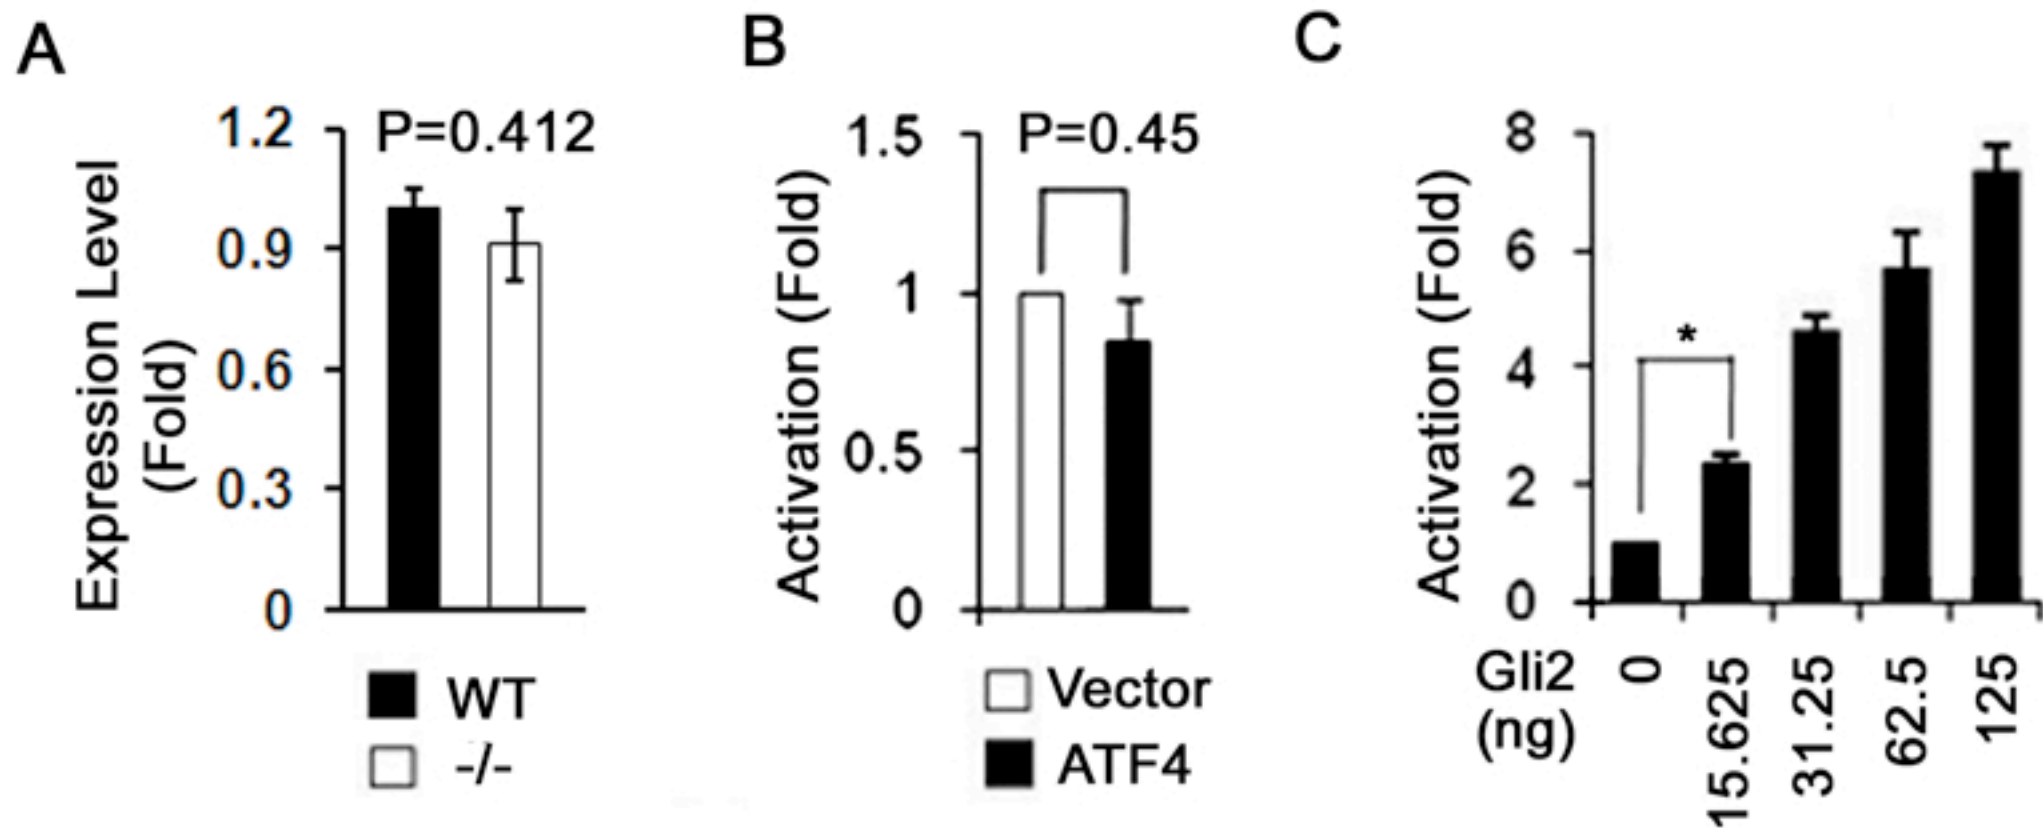 A
Expression Level
(Fold)
1.2
0.9
0.6
0.3
0
P=0.412
WT
-/-
B
Activation (Fold)
1.5
1
0.5
0
P=0.45
Vector
ATF4
C
Activation (Fold)
8
6
4
2
0
*
Gli2
(ng)
0
15.625
31.25
62.5
125